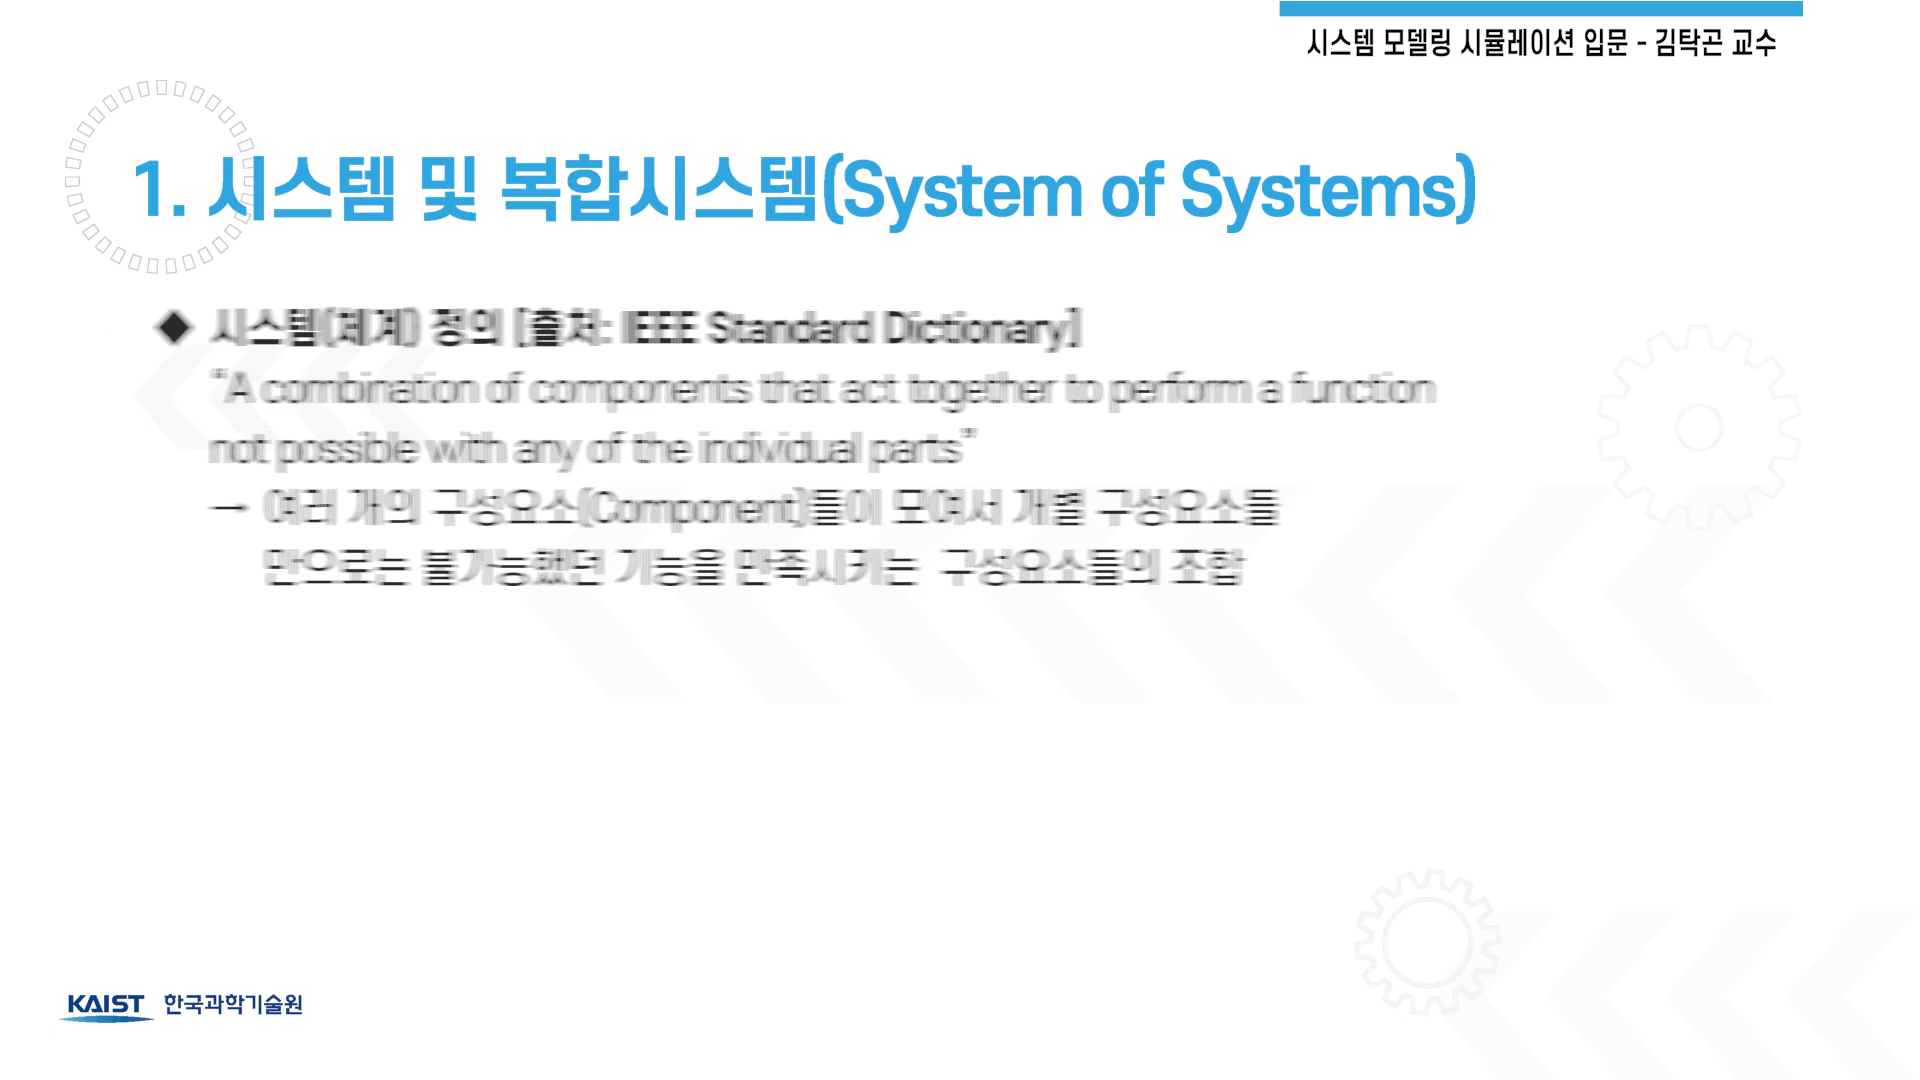 시스템 모델링 시뮬레이션 입문 - 김탁곤 교수
1. 시스템 및 복합시스템(System of Systems)
◆ 시스템(체계) 정의 [출처: IEEE Standard Dictionary]
“A combination of components that act together to perform a function
not possible with any of the individual parts”
→ 여러 개의 구성요소(Component)들이 모여서 개별 구성요소들
만으로는 불가능했던 기능을 만족시키는 구성요소들의 조합
KAIST 한국과학기술원